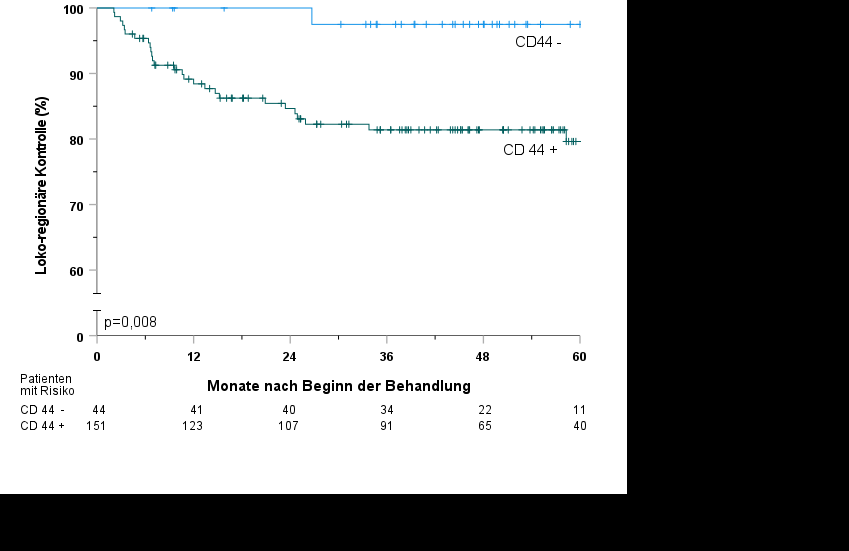 100
90
80
70
60
0
Loko-regionäre Kontrolle (%)
CD44 -
CD 44 +
p=0,008
0 12 24 36 48 60
Monate nach Beginn der Behandlung
Patienten
mit Risiko
CD 44 - 44 41 40 34 22 11
CD 44 + 151 123 107 91 65 40